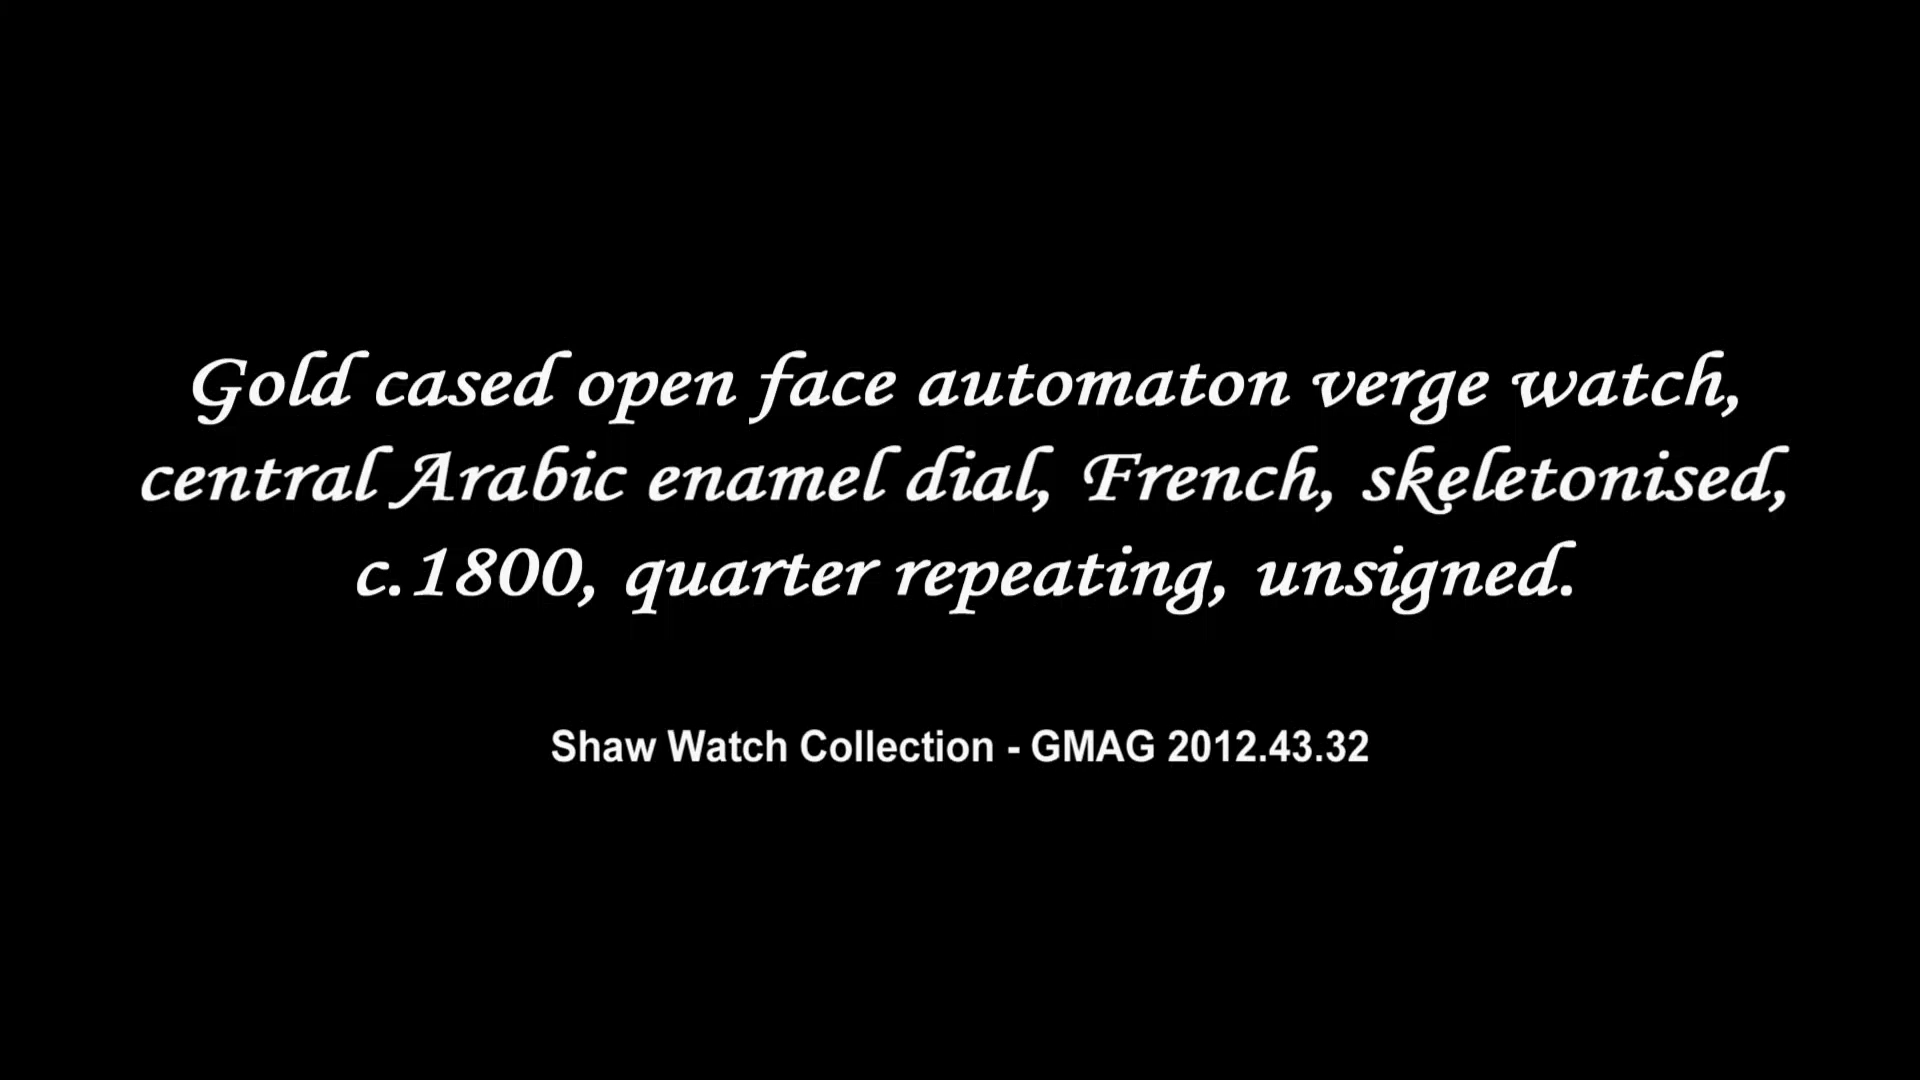 Gold cased open face automaton verge watch,
central Arabic enamel dial, French, skeletonised,
c.1800, quarter repeating, unsigned.
Shaw Watch Collection - GMAG 2012.43.32